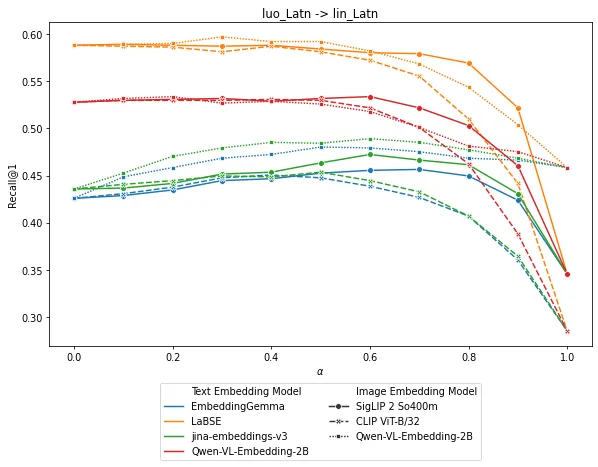 luo_Latn -> lin_Latn
Recall@1
0.60
0.55
0.50
0.45
0.40
0.35
0.30
0.0
0.2
0.4
0.6
0.8
1.0
α
Text Embedding Model
EmbeddingGemma
LaBSE
jina-embeddings-v3
Qwen-VL-Embedding-2B
Image Embedding Model
SigLIP 2 So400m
CLIP ViT-B/32
Qwen-VL-Embedding-2B